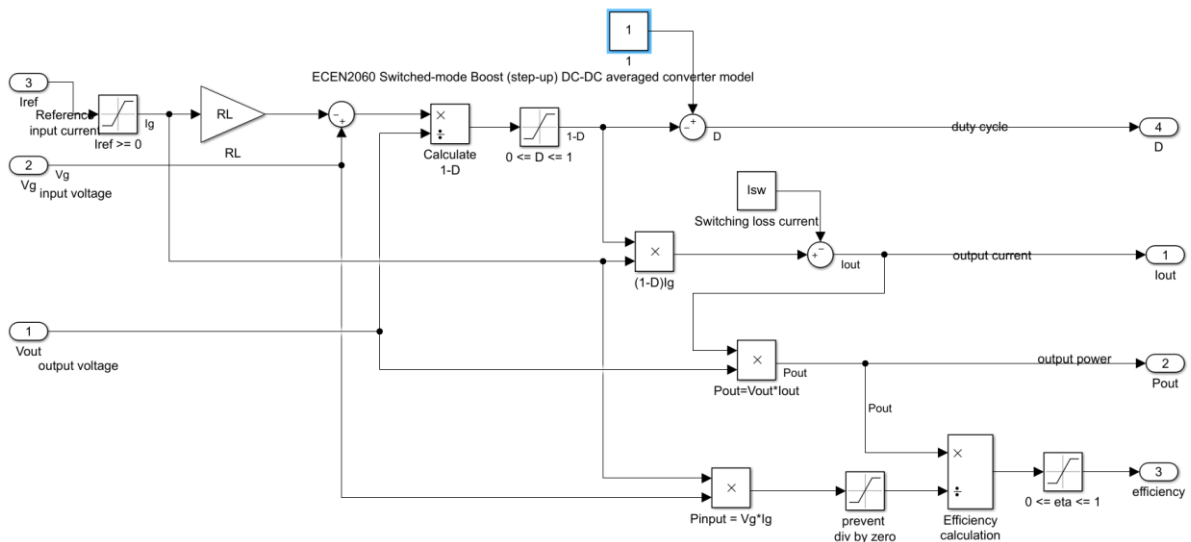 1
1
ECEN2060 Switched-mode Boost (step-up) DC-DC averaged converter model
3
Iref
Reference
input current
Iref >= 0
Ig
RL
RL
-
+
×
÷
Calculate
1-D
0 <= D <= 1
1-D
-
+
D
duty cycle
4
D
2
Vg
Vg
input voltage
Isw
Switching loss current
×
(1-D)Ig
+
-
Iout
output current
1
Iout
1
Vout
output voltage
×
Pout=Vout*Iout
Pout
output power
2
Pout
Pout
×
÷
Efficiency
calculation
×
Pinput = Vg*Ig
prevent
div by zero
0 <= eta <= 1
3
efficiency